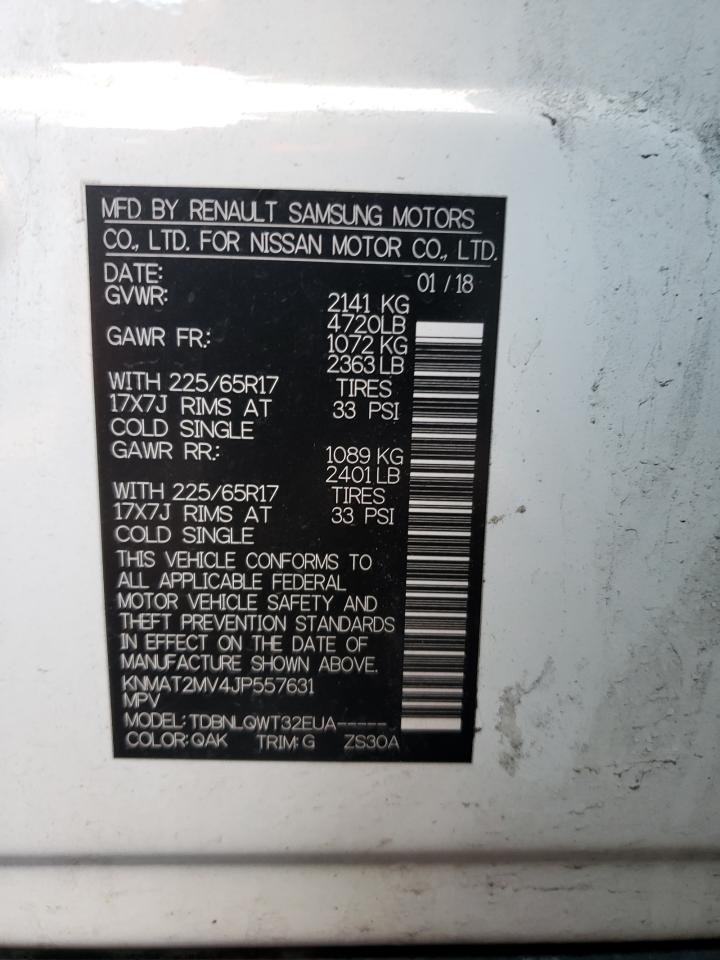 MFD BY RENAULT SAMSUNG MOTORS
CO., LTD. FOR NISSAN MOTOR CO., LTD.
DATE: 01 / 18
GVWR: 2141 KG
4720LB
GAWR FR.: 1072 KG
2363 LB
WITH 225/65R17 TIRES
17X7J RIMS AT 33 PSI
COLD SINGLE
GAWR RR.: 1089 KG
2401 LB
WITH 225/65R17 TIRES
17X7J RIMS AT 33 PSI
COLD SINGLE
THIS VEHICLE CONFORMS TO
ALL APPLICABLE FEDERAL
MOTOR VEHICLE SAFETY AND
THEFT PREVENTION STANDARDS
IN EFFECT ON THE DATE OF
MANUFACTURE SHOWN ABOVE.
KNMAT2MV4JP557631
MPV
MODEL: TDBNLQWT32EUA-----
COLOR: QAK TRIM: G ZS30A